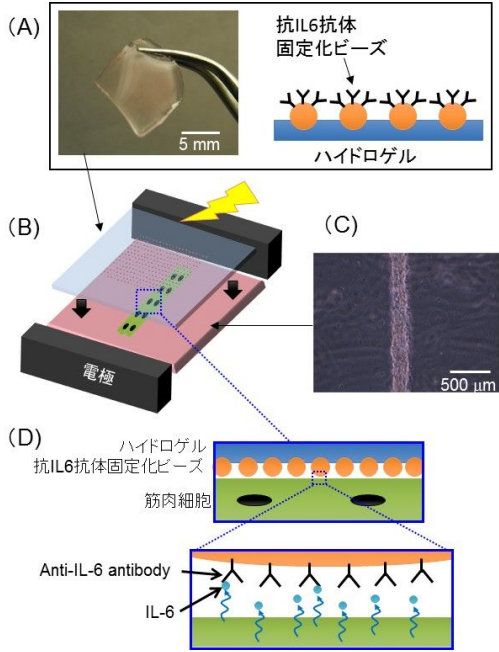 (A)
抗IL6抗体
固定化ビーズ
5 mm
ハイドロゲル
(B)
(C)
電極
500 μm
(D)
ハイドロゲル
抗IL6抗体固定化ビーズ
筋肉細胞
Anti-IL-6 antibody
IL-6